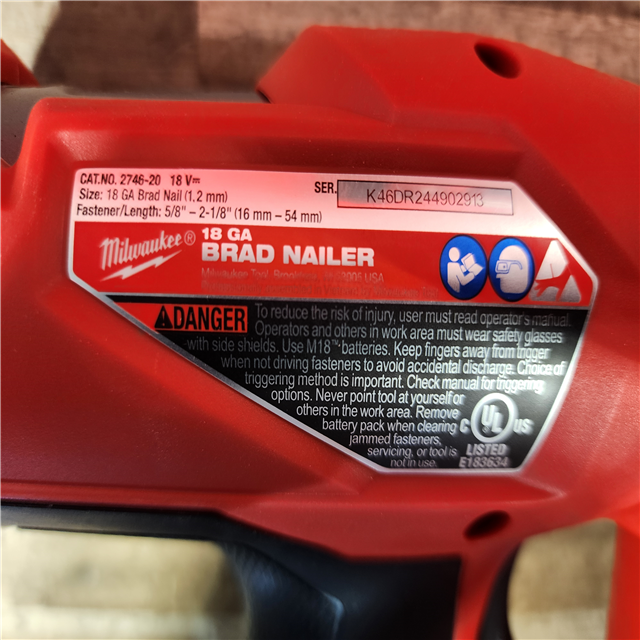 CAT.NO. 2746-20 18 V⎓
Size: 18 GA Brad Nail (1.2 mm)
Fastener/Length: 5/8" – 2-1/8" (16 mm – 54 mm)
SER.
K46DR244902913
Milwaukee®
18 GA
BRAD NAILER
Milwaukee Tool, USA
DANGER
To reduce the risk of injury, user must read operator's manual.
Operators and others in work area must wear safety glasses
with side shields. Use M18™ batteries. Keep fingers away from trigger
when not driving fasteners to avoid accidental discharge. Choice of
triggering method is important. Check manual for triggering
options. Never point tool at yourself or
others in the work area. Remove
battery pack when clearing
jammed fasteners,
servicing, or tool is
not in use.
C UL US
LISTED
E183634